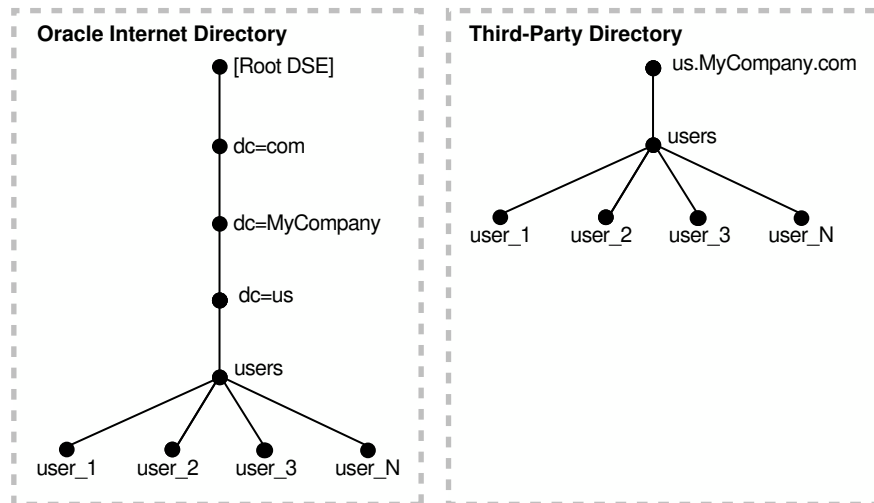 Oracle Internet Directory
[Root DSE]
dc=com
dc=MyCompany
dc=us
users
user_1
user_2
user_3
user_N
Third-Party Directory
us.MyCompany.com
users
user_1
user_2
user_3
user_N